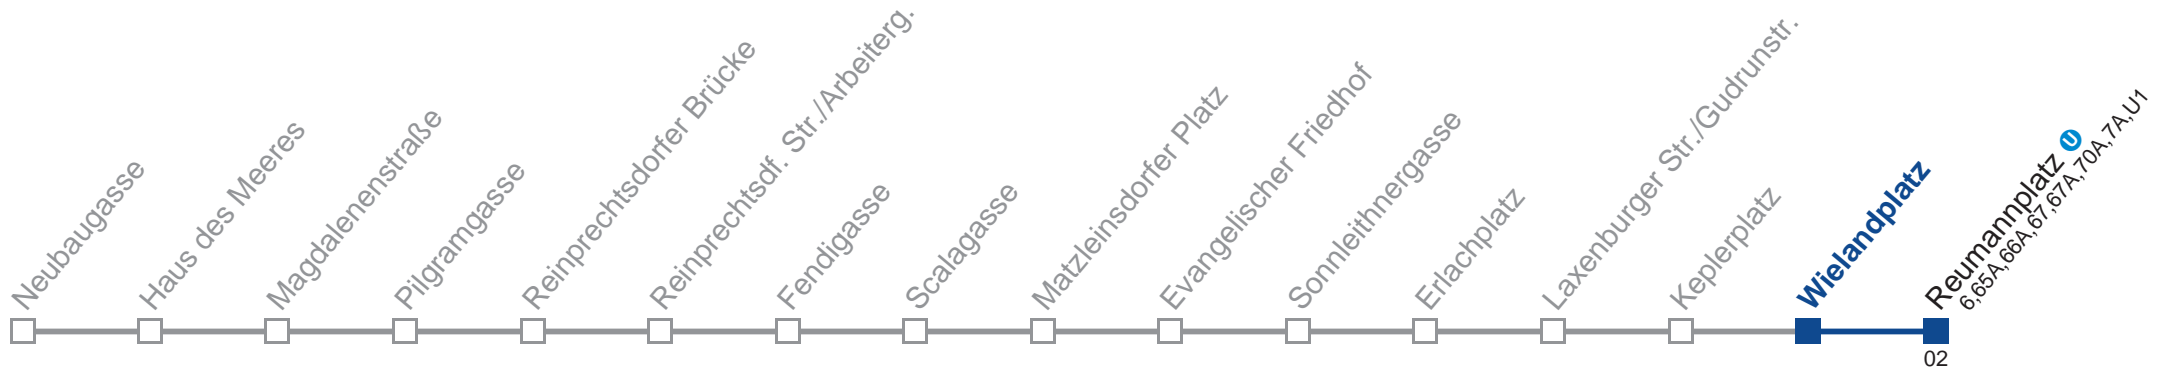 Neubaugasse
Haus des Meeres
Magdalenenstraße
Pilgramgasse
Reinprechtsdorfer Brücke
Reinprechtsdf. Str./Arbeiterg.
Fendigasse
Scalagasse
Matzleinsdorfer Platz
Evangelischer Friedhof
Sonnleithnergasse
Erlachplatz
Laxenburger Str./Gudrunstr.
Keplerplatz
Wielandplatz
Reumannplatz U
6,65A,66A,67,67A,70A,7A,U1
02